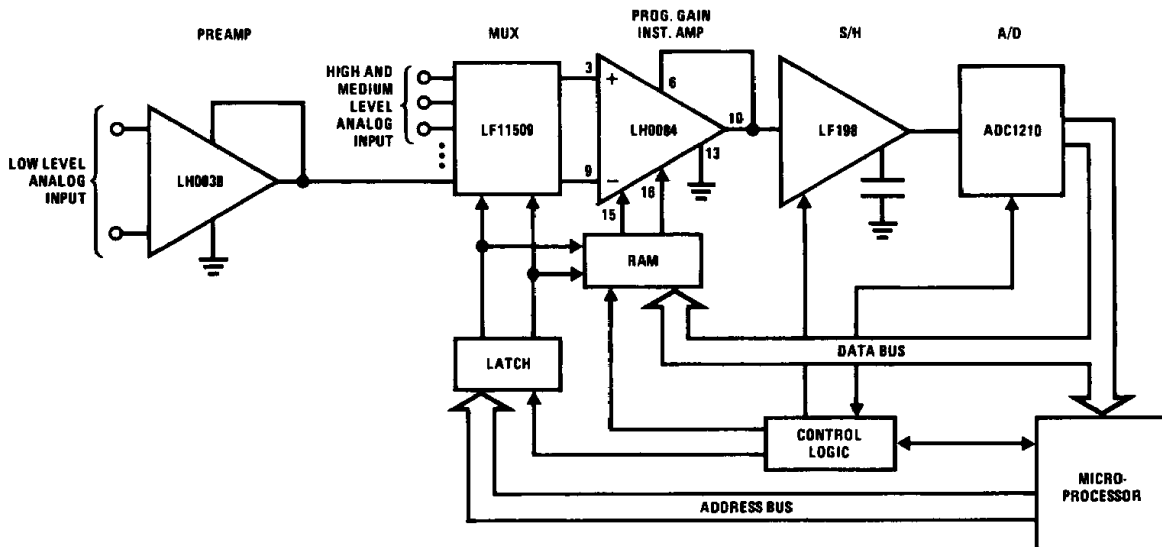 PREAMP
MUX
PROG. GAIN
INST. AMP
S/H
A/D
HIGH AND
MEDIUM
LEVEL
ANALOG
INPUT
3
+
6
LF11509
LH0084
10
LF198
ADC1210
13
LOW LEVEL
ANALOG
INPUT
LH0038
9
−
16
15
RAM
DATA BUS
LATCH
CONTROL
LOGIC
MICRO-
PROCESSOR
ADDRESS BUS